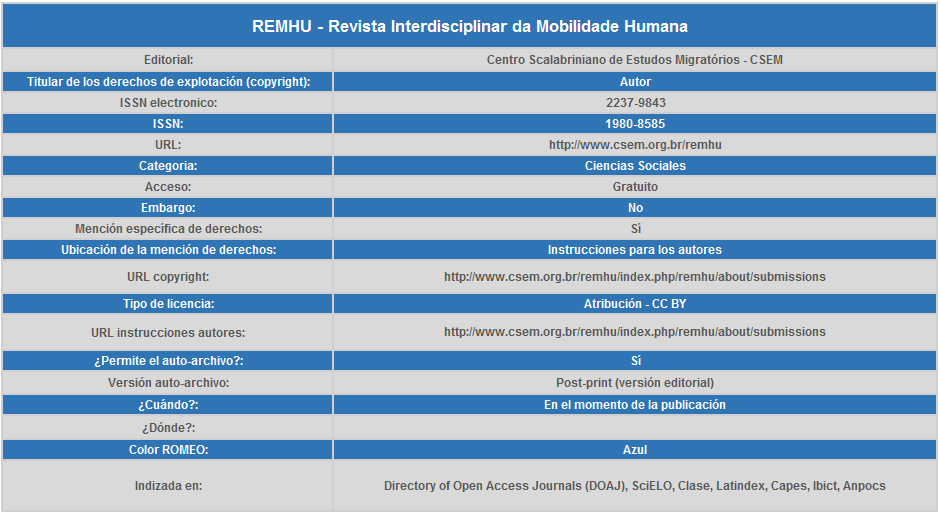 REMHU - Revista Interdisciplinar da Mobilidade Humana
Editorial: Centro Scalabriniano de Estudos Migratórios - CSEM
Titular de los derechos de explotación (copyright): Autor
ISSN electronico: 2237-9843
ISSN: 1980-8585
URL: http://www.csem.org.br/remhu
Categoria: Ciencias Sociales
Acceso: Gratuito
Embargo: No
Mención específica de derechos: Sí
Ubicación de la mención de derechos: Instrucciones para los autores
URL copyright: http://www.csem.org.br/remhu/index.php/remhu/about/submissions
Tipo de licencia: Atribución - CC BY
URL instrucciones autores: http://www.csem.org.br/remhu/index.php/remhu/about/submissions
¿Permite el auto-archivo?: Sí
Versión auto-archivo: Post-print (versión editorial)
¿Cuándo?: En el momento de la publicación
¿Dónde?:
Color ROMEO: Azul
Indizada en: Directory of Open Access Journals (DOAJ), SciELO, Clase, Latindex, Capes, Ibict, Anpocs